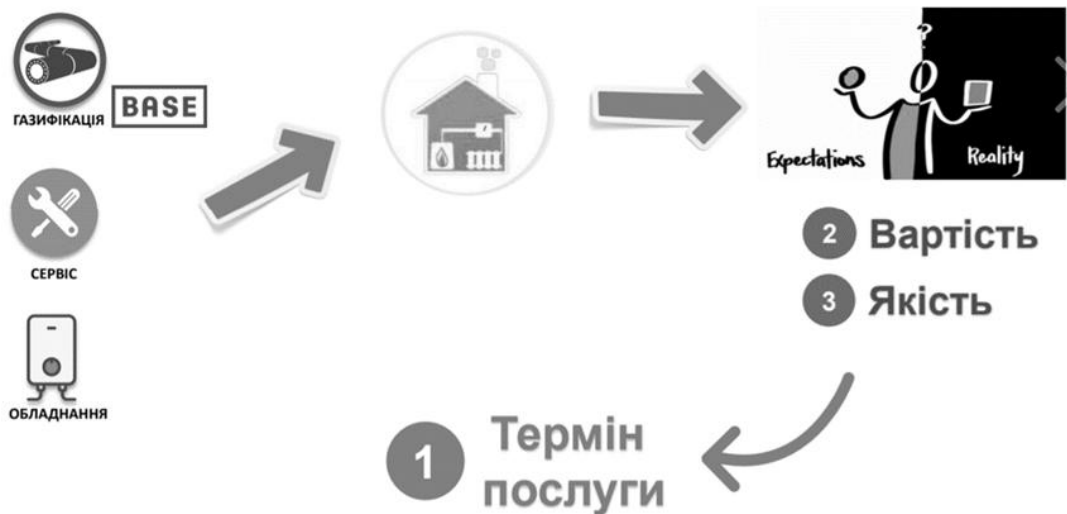 ГАЗИФІКАЦІЯ
BASE
СЕРВІС
ОБЛАДНАННЯ
?
Expectations
Reality
2 Вартість
3 Якість
1 Термін
послуги